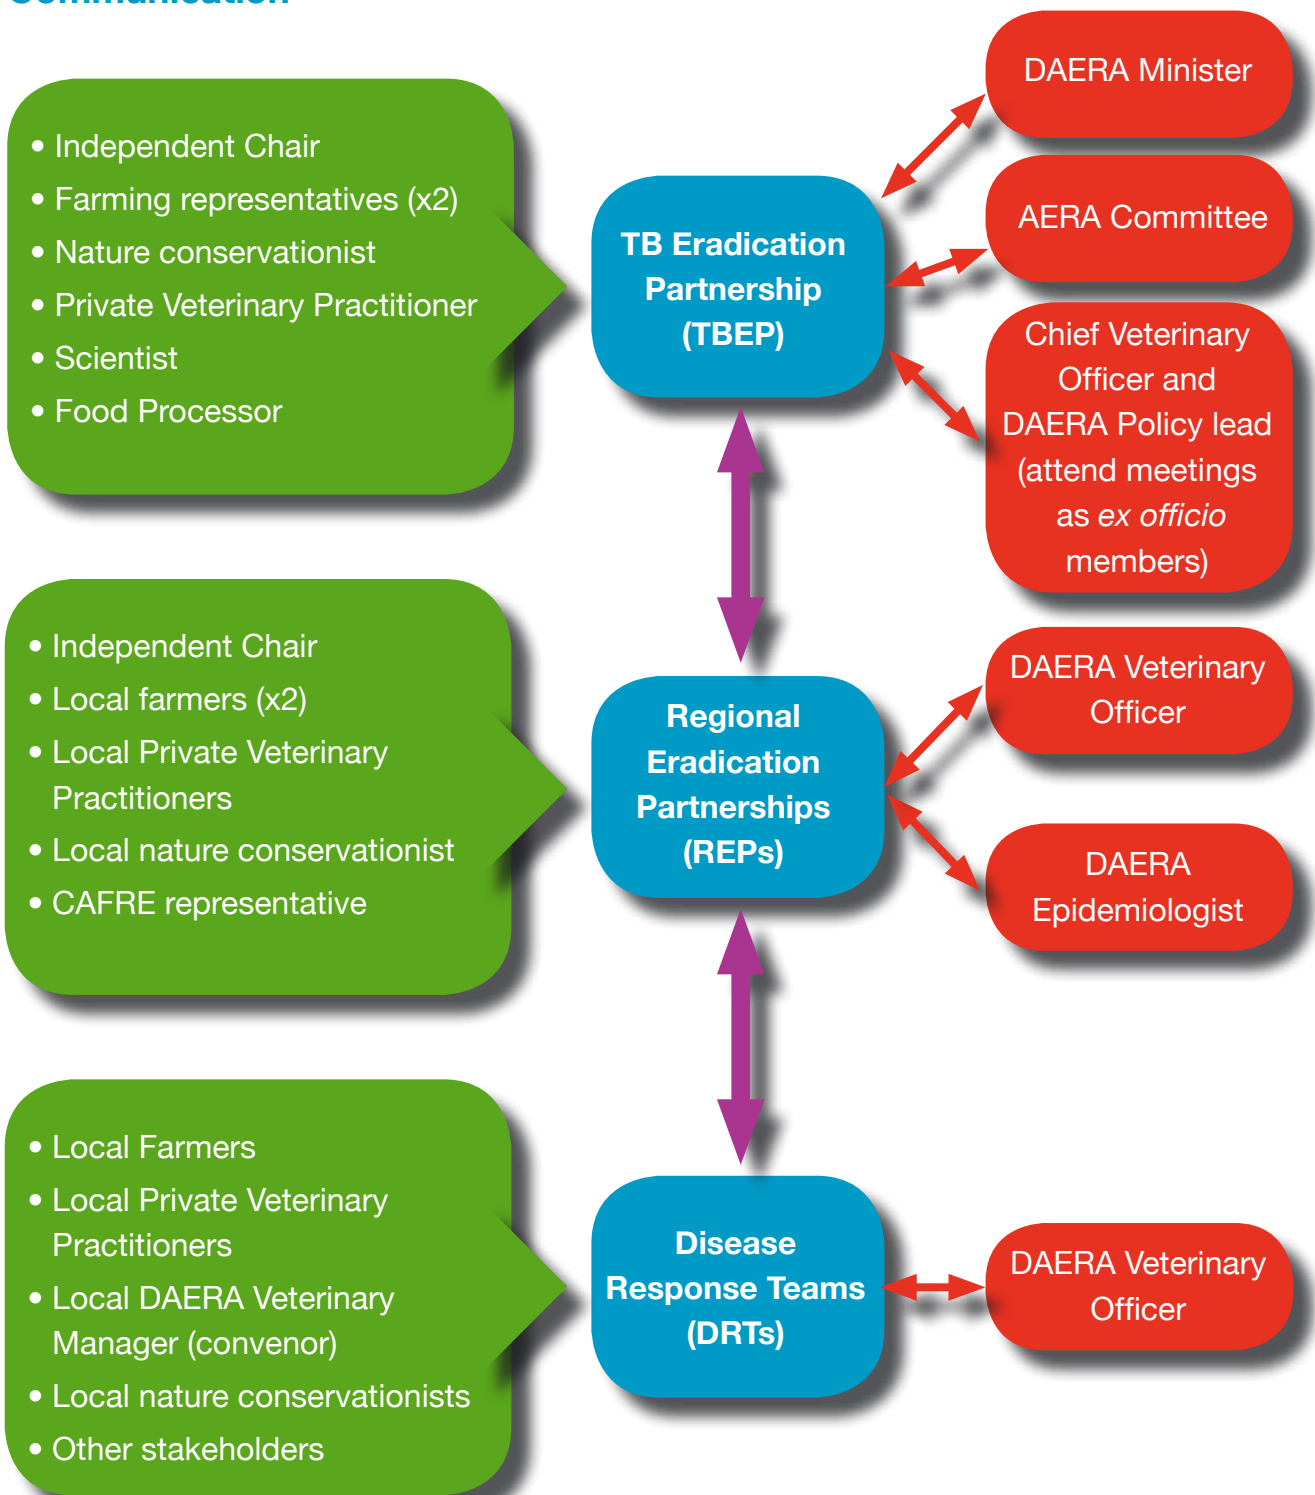 Communication
• Independent Chair
• Farming representatives (x2)
• Nature conservationist
• Private Veterinary Practitioner
• Scientist
• Food Processor
TB Eradication
Partnership
(TBEP)
DAERA Minister
AERA Committee
Chief Veterinary
Officer and
DAERA Policy lead
(attend meetings
as ex officio
members)
• Independent Chair
• Local farmers (x2)
• Local Private Veterinary
Practitioners
• Local nature conservationist
• CAFRE representative
Regional
Eradication
Partnerships
(REPs)
DAERA Veterinary
Officer
DAERA
Epidemiologist
• Local Farmers
• Local Private Veterinary
Practitioners
• Local DAERA Veterinary
Manager (convenor)
• Local nature conservationists
• Other stakeholders
Disease
Response Teams
(DRTs)
DAERA Veterinary
Officer